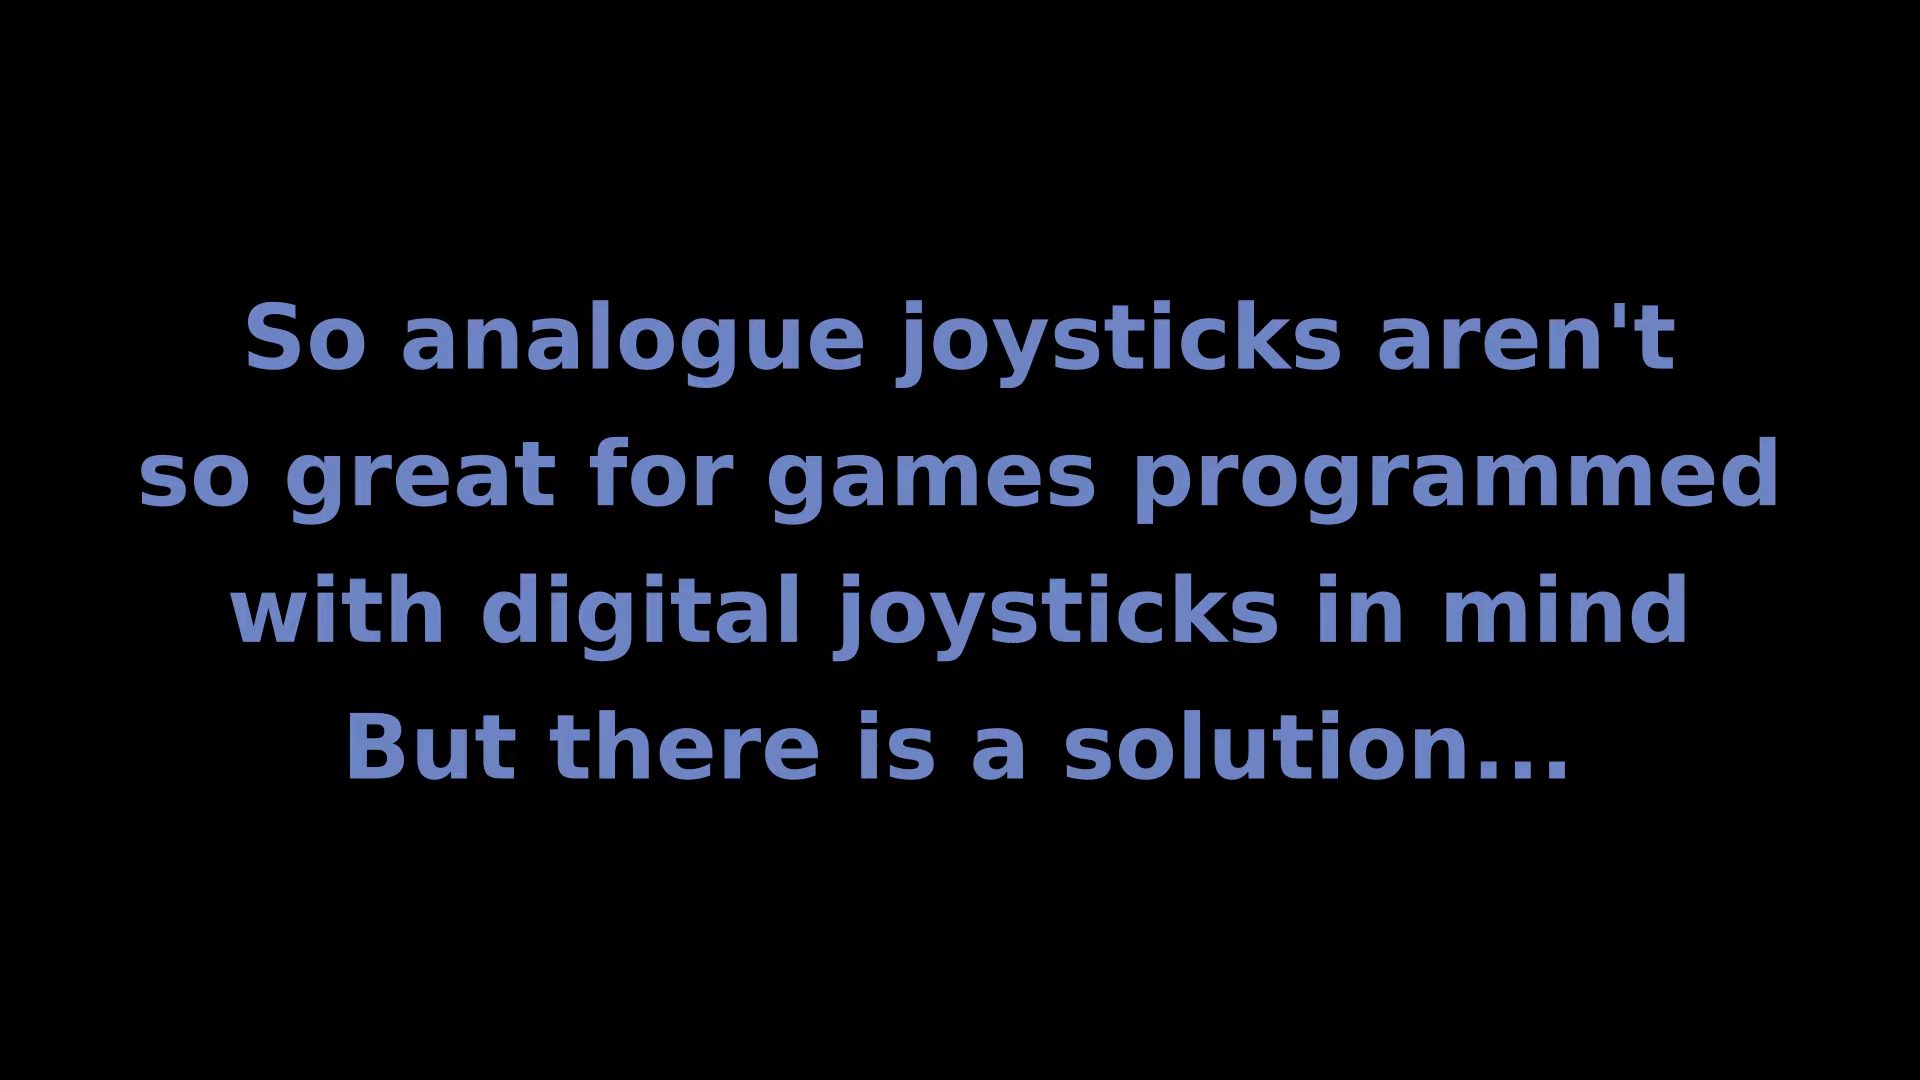 So analogue joysticks aren't
so great for games programmed
with digital joysticks in mind
But there is a solution...